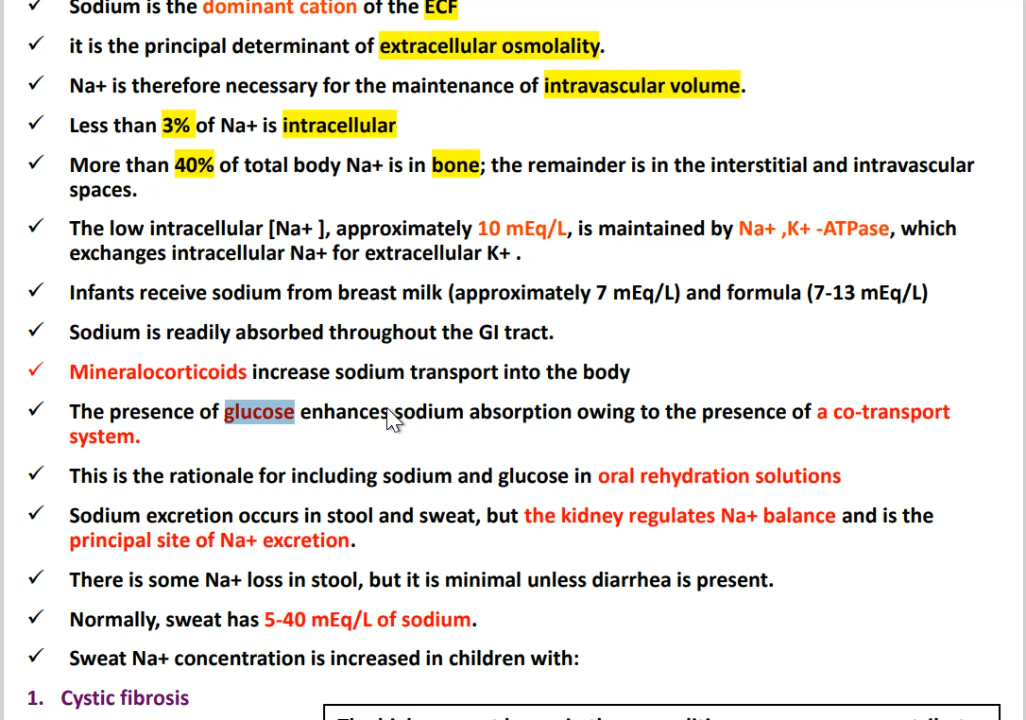 ✓ Sodium is the dominant cation of the ECF
✓ it is the principal determinant of extracellular osmolality.
✓ Na+ is therefore necessary for the maintenance of intravascular volume.
✓ Less than 3% of Na+ is intracellular
✓ More than 40% of total body Na+ is in bone; the remainder is in the interstitial and intravascular
spaces.
✓ The low intracellular [Na+ ], approximately 10 mEq/L, is maintained by Na+ ,K+ -ATPase, which
exchanges intracellular Na+ for extracellular K+ .
✓ Infants receive sodium from breast milk (approximately 7 mEq/L) and formula (7-13 mEq/L)
✓ Sodium is readily absorbed throughout the GI tract.
✓ Mineralocorticoids increase sodium transport into the body
✓ The presence of glucose enhances sodium absorption owing to the presence of a co-transport
system.
✓ This is the rationale for including sodium and glucose in oral rehydration solutions
✓ Sodium excretion occurs in stool and sweat, but the kidney regulates Na+ balance and is the
principal site of Na+ excretion.
✓ There is some Na+ loss in stool, but it is minimal unless diarrhea is present.
✓ Normally, sweat has 5-40 mEq/L of sodium.
✓ Sweat Na+ concentration is increased in children with:
1. Cystic fibrosis